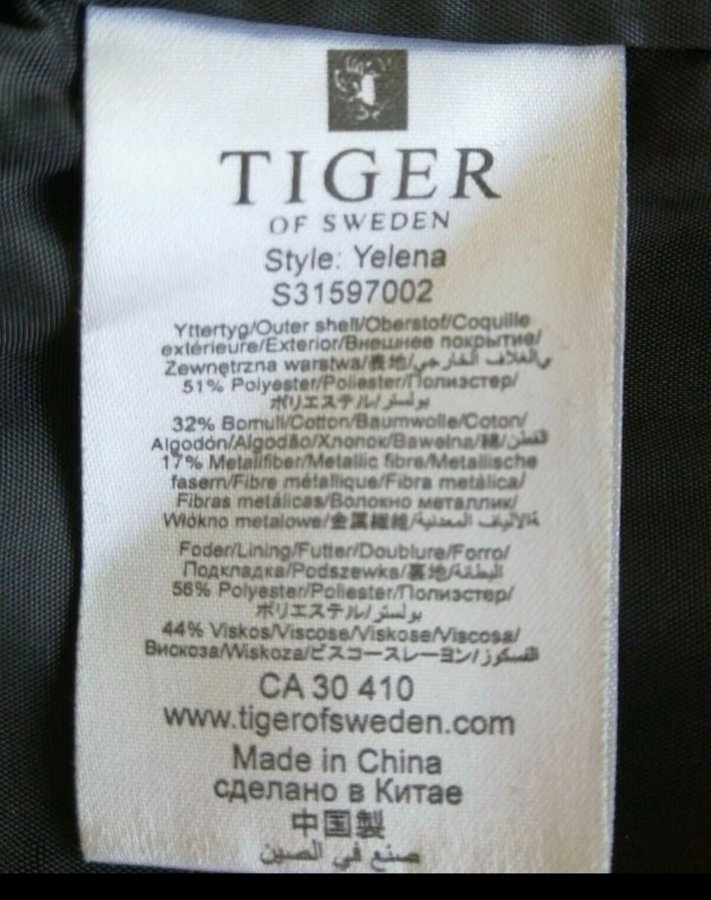 TIGER
OF SWEDEN
Style: Yelena
S31597002
Yttertyg/Outer shell/Oberstof/Coquille
extérieure/Exterior/Внешнее покрытие/
Zewnętrzna warstwa/表地/والغلاف الخارجي
51% Polyester/Poliester/Полиэстер/
ポリエステル/بولستر
32% Bomull/Cotton/Baumwolle/Coton/
Algodón/Algodão/Хлопок/Bawełna/綿/القطن
17% Metallfiber/Metallic fibre/Metallische
fasern/Fibre métallique/Fibra metálica/
Fibras metálicas/Волокно металлик/
Włókno metalowe/金属繊維/الألياف المعدنية
Foder/Lining/Futter/Doublure/Forro/
Подкладка/Podszewka/裏地/البطانة
56% Polyester/Poliester/Полиэстер/
ポリエステル/بولستر
44% Viskos/Viscose/Viskose/Viscosa/
Вискоза/Wiskoza/ビスコースレーヨン/الفسكوز
CA 30 410
www.tigerofsweden.com
Made in China
сделано в Китае
中国製
صنع في الصين